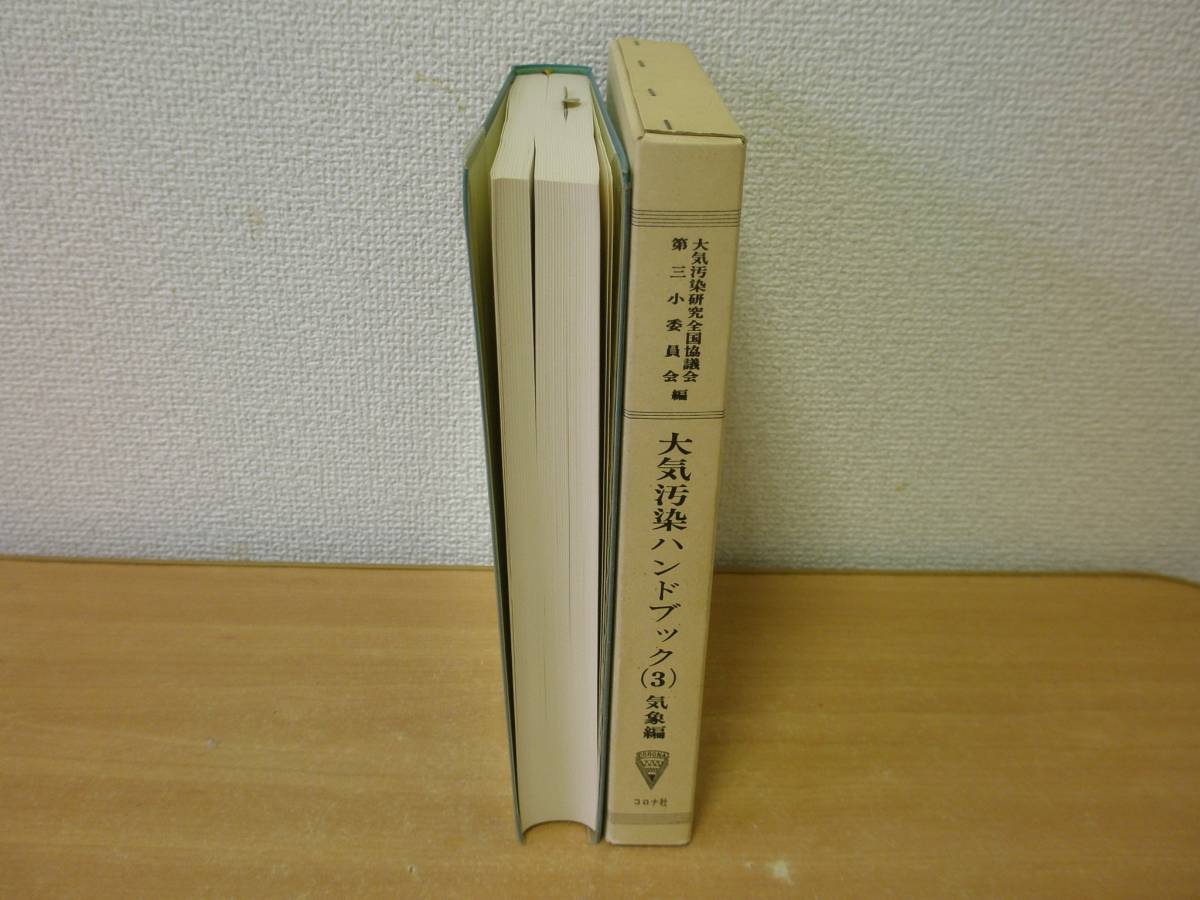 大気汚染研究全国協議会
第三小委員会編
大気汚染ハンドブック(3)気象編
CORONA
コロナ社